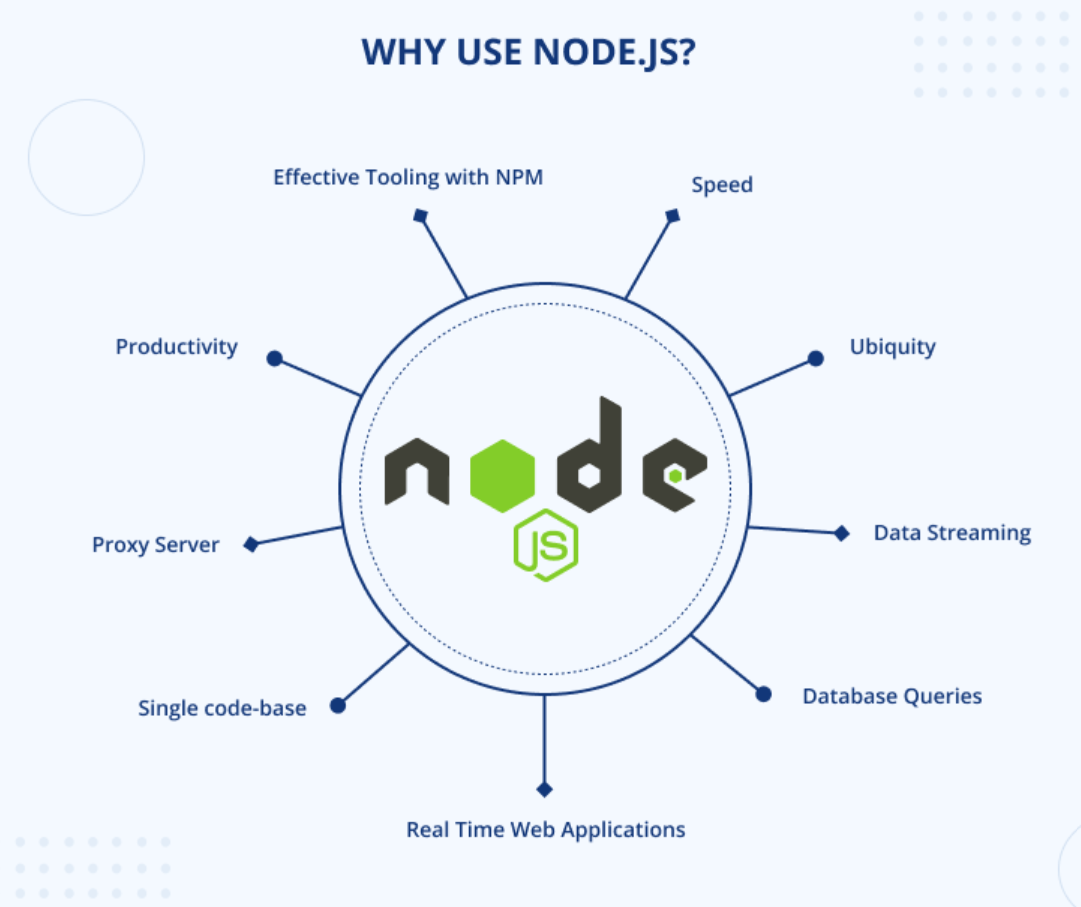 WHY USE NODE.JS?
Effective Tooling with NPM
Speed
Productivity
Ubiquity
node
JS
Proxy Server
Data Streaming
Single code-base
Database Queries
Real Time Web Applications